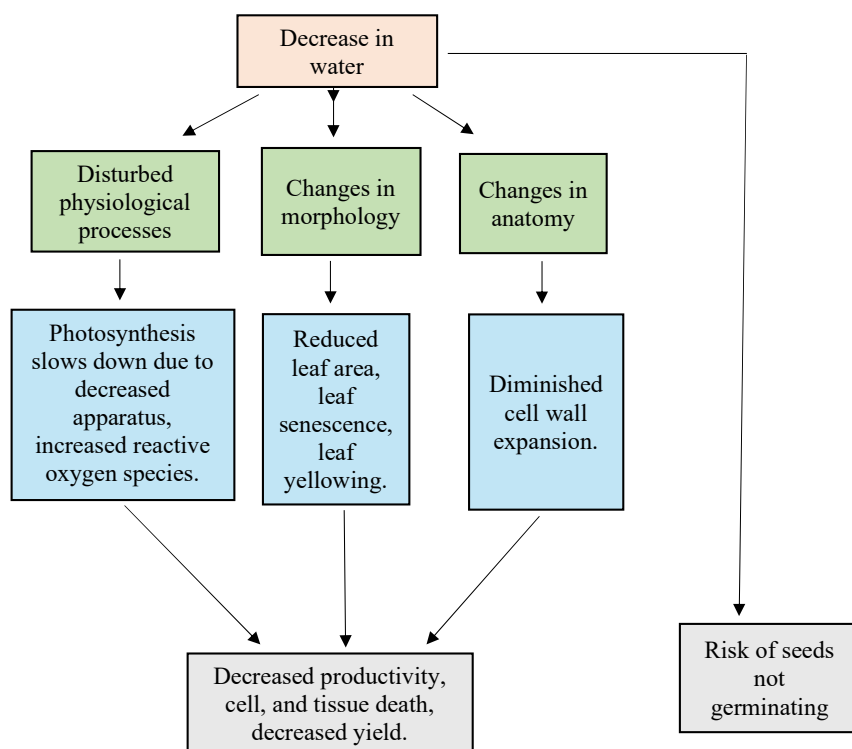 Decrease in
water
Disturbed
physiological
processes
Changes in
morphology
Changes in
anatomy
Photosynthesis
slows down due to
decreased
apparatus,
increased reactive
oxygen species.
Reduced
leaf area,
leaf
senescence,
leaf
yellowing.
Diminished
cell wall
expansion.
Decreased productivity,
cell, and tissue death,
decreased yield.
Risk of seeds
not
germinating